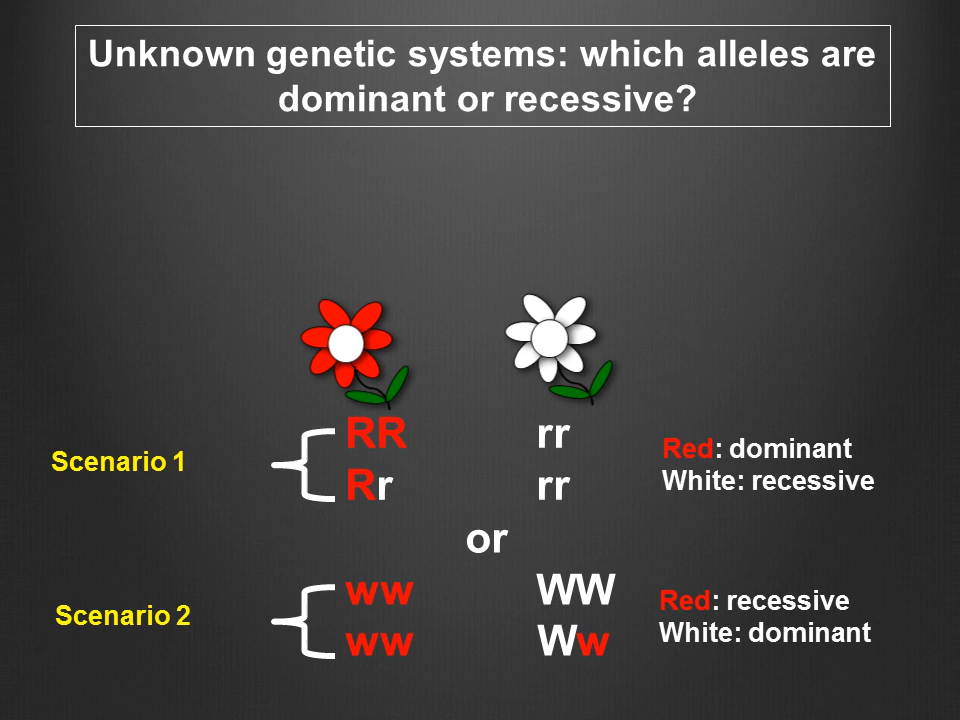 Unknown genetic systems: which alleles are
dominant or recessive?
Scenario 1
RR rr
Rr rr
Red: dominant
White: recessive
or
Scenario 2
ww WW
ww Ww
Red: recessive
White: dominant